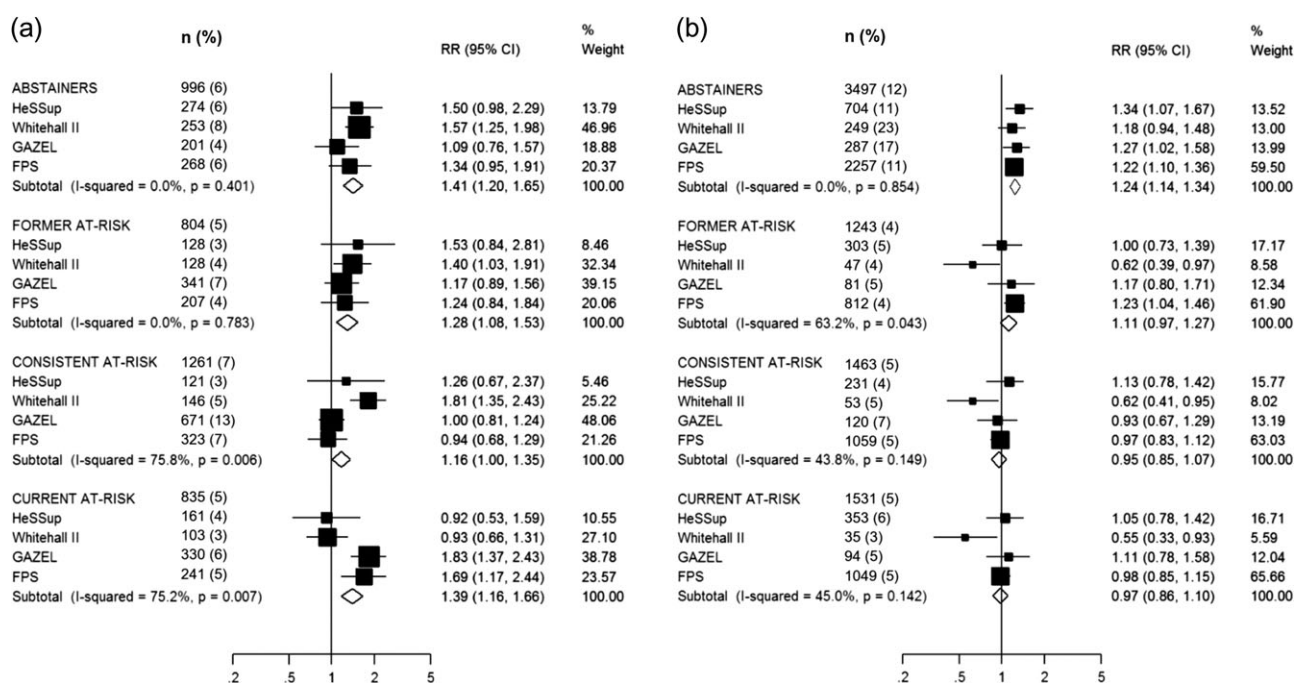 (a)
n (%)
RR (95% CI)
%
Weight
ABSTAINERS 996 (6)
HeSSup 274 (6) 1.50 (0.98, 2.29) 13.79
Whitehall II 253 (8) 1.57 (1.25, 1.98) 46.96
GAZEL 201 (4) 1.09 (0.76, 1.57) 18.88
FPS 268 (6) 1.34 (0.95, 1.91) 20.37
Subtotal (I-squared = 0.0%, p = 0.401) 1.41 (1.20, 1.65) 100.00
FORMER AT-RISK 804 (5)
HeSSup 128 (3) 1.53 (0.84, 2.81) 8.46
Whitehall II 128 (4) 1.40 (1.03, 1.91) 32.34
GAZEL 341 (7) 1.17 (0.89, 1.56) 39.15
FPS 207 (4) 1.24 (0.84, 1.84) 20.06
Subtotal (I-squared = 0.0%, p = 0.783) 1.28 (1.08, 1.53) 100.00
CONSISTENT AT-RISK 1261 (7)
HeSSup 121 (3) 1.26 (0.67, 2.37) 5.46
Whitehall II 146 (5) 1.81 (1.35, 2.43) 25.22
GAZEL 671 (13) 1.00 (0.81, 1.24) 48.06
FPS 323 (7) 0.94 (0.68, 1.29) 21.26
Subtotal (I-squared = 75.8%, p = 0.006) 1.16 (1.00, 1.35) 100.00
CURRENT AT-RISK 835 (5)
HeSSup 161 (4) 0.92 (0.53, 1.59) 10.55
Whitehall II 103 (3) 0.93 (0.66, 1.31) 27.10
GAZEL 330 (6) 1.83 (1.37, 2.43) 38.78
FPS 241 (5) 1.69 (1.17, 2.44) 23.57
Subtotal (I-squared = 75.2%, p = 0.007) 1.39 (1.16, 1.66) 100.00
.2 1 2 5
(b)
n (%)
RR (95% CI)
%
Weight
ABSTAINERS 3497 (12)
HeSSup 704 (11) 1.34 (1.07, 1.67) 13.52
Whitehall II 249 (23) 1.18 (0.94, 1.48) 13.00
GAZEL 287 (17) 1.27 (1.02, 1.58) 13.99
FPS 2257 (11) 1.22 (1.10, 1.36) 59.50
Subtotal (I-squared = 0.0%, p = 0.854) 1.24 (1.14, 1.34) 100.00
FORMER AT-RISK 1243 (4)
HeSSup 303 (5) 1.00 (0.73, 1.39) 17.17
Whitehall II 47 (4) 0.62 (0.39, 0.97) 8.58
GAZEL 81 (5) 1.17 (0.80, 1.71) 12.34
FPS 812 (4) 1.23 (1.04, 1.46) 61.90
Subtotal (I-squared = 63.2%, p = 0.043) 1.11 (0.97, 1.27) 100.00
CONSISTENT AT-RISK 1463 (5)
HeSSup 231 (4) 1.13 (0.78, 1.42) 15.77
Whitehall II 53 (5) 0.62 (0.41, 0.95) 8.02
GAZEL 120 (7) 0.93 (0.67, 1.29) 13.19
FPS 1059 (5) 0.97 (0.83, 1.12) 63.03
Subtotal (I-squared = 43.8%, p = 0.149) 0.95 (0.85, 1.07) 100.00
CURRENT AT-RISK 1531 (5)
HeSSup 353 (6) 1.05 (0.78, 1.42) 16.71
Whitehall II 35 (3) 0.55 (0.33, 0.93) 5.59
GAZEL 94 (5) 1.11 (0.78, 1.58) 12.04
FPS 1049 (5) 0.98 (0.85, 1.15) 65.66
Subtotal (I-squared = 45.0%, p = 0.142) 0.97 (0.86, 1.10) 100.00
.2 1 2 5